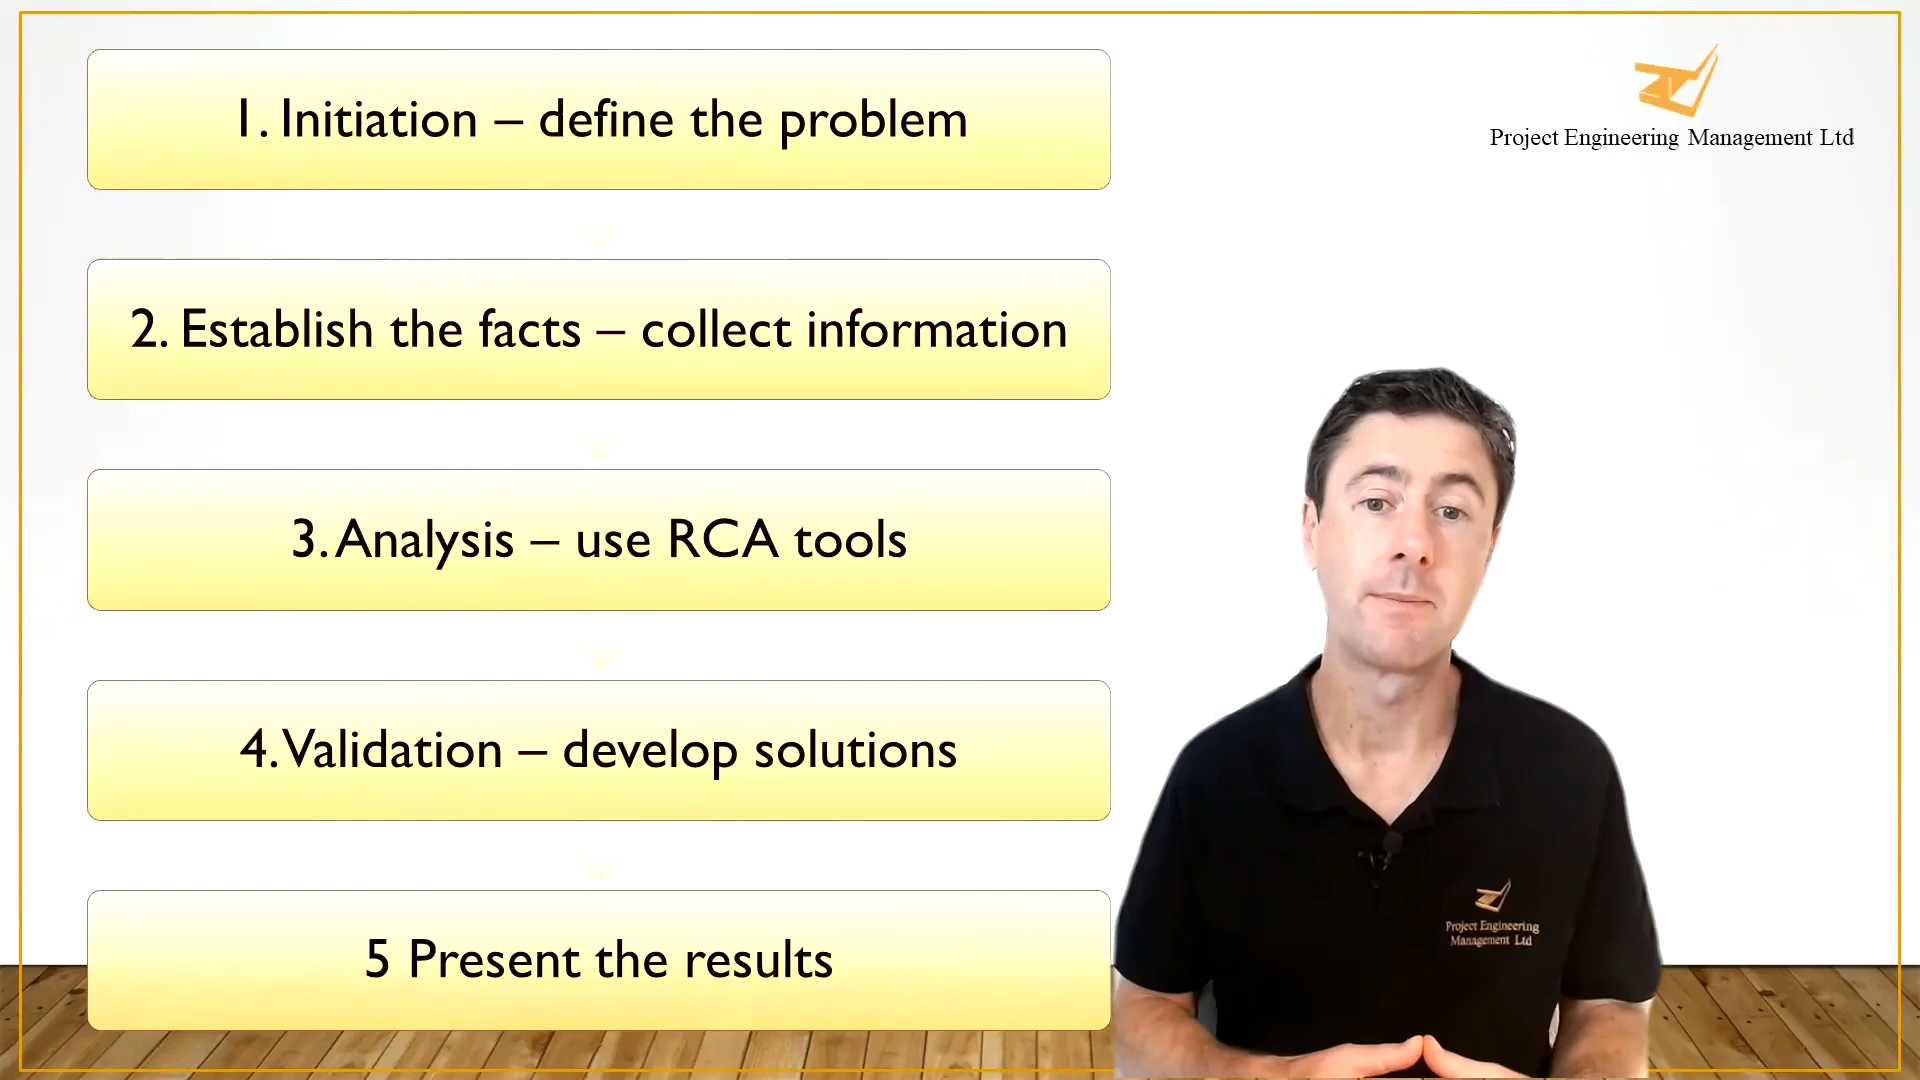 1. Initiation – define the problem
2. Establish the facts – collect information
3. Analysis – use RCA tools
4. Validation – develop solutions
5 Present the results
Project Engineering Management Ltd
Project Engineering
Management Ltd